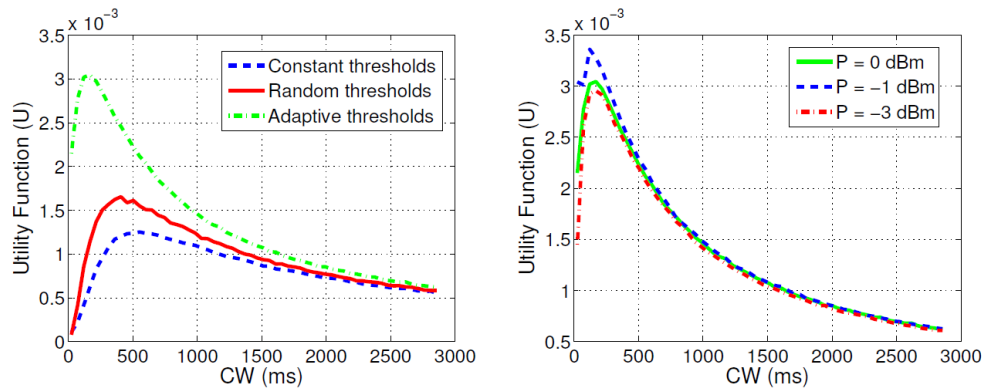 x 10⁻³
3.5
3
2.5
2
1.5
1
0.5
0
Utility Function (U)
0 500 1000 1500 2000 2500 3000
CW (ms)
Constant thresholds
Random thresholds
Adaptive thresholds
x 10⁻³
3.5
3
2.5
2
1.5
1
0.5
Utility Function (U)
0 500 1000 1500 2000 2500 3000
CW (ms)
P = 0 dBm
P = −1 dBm
P = −3 dBm